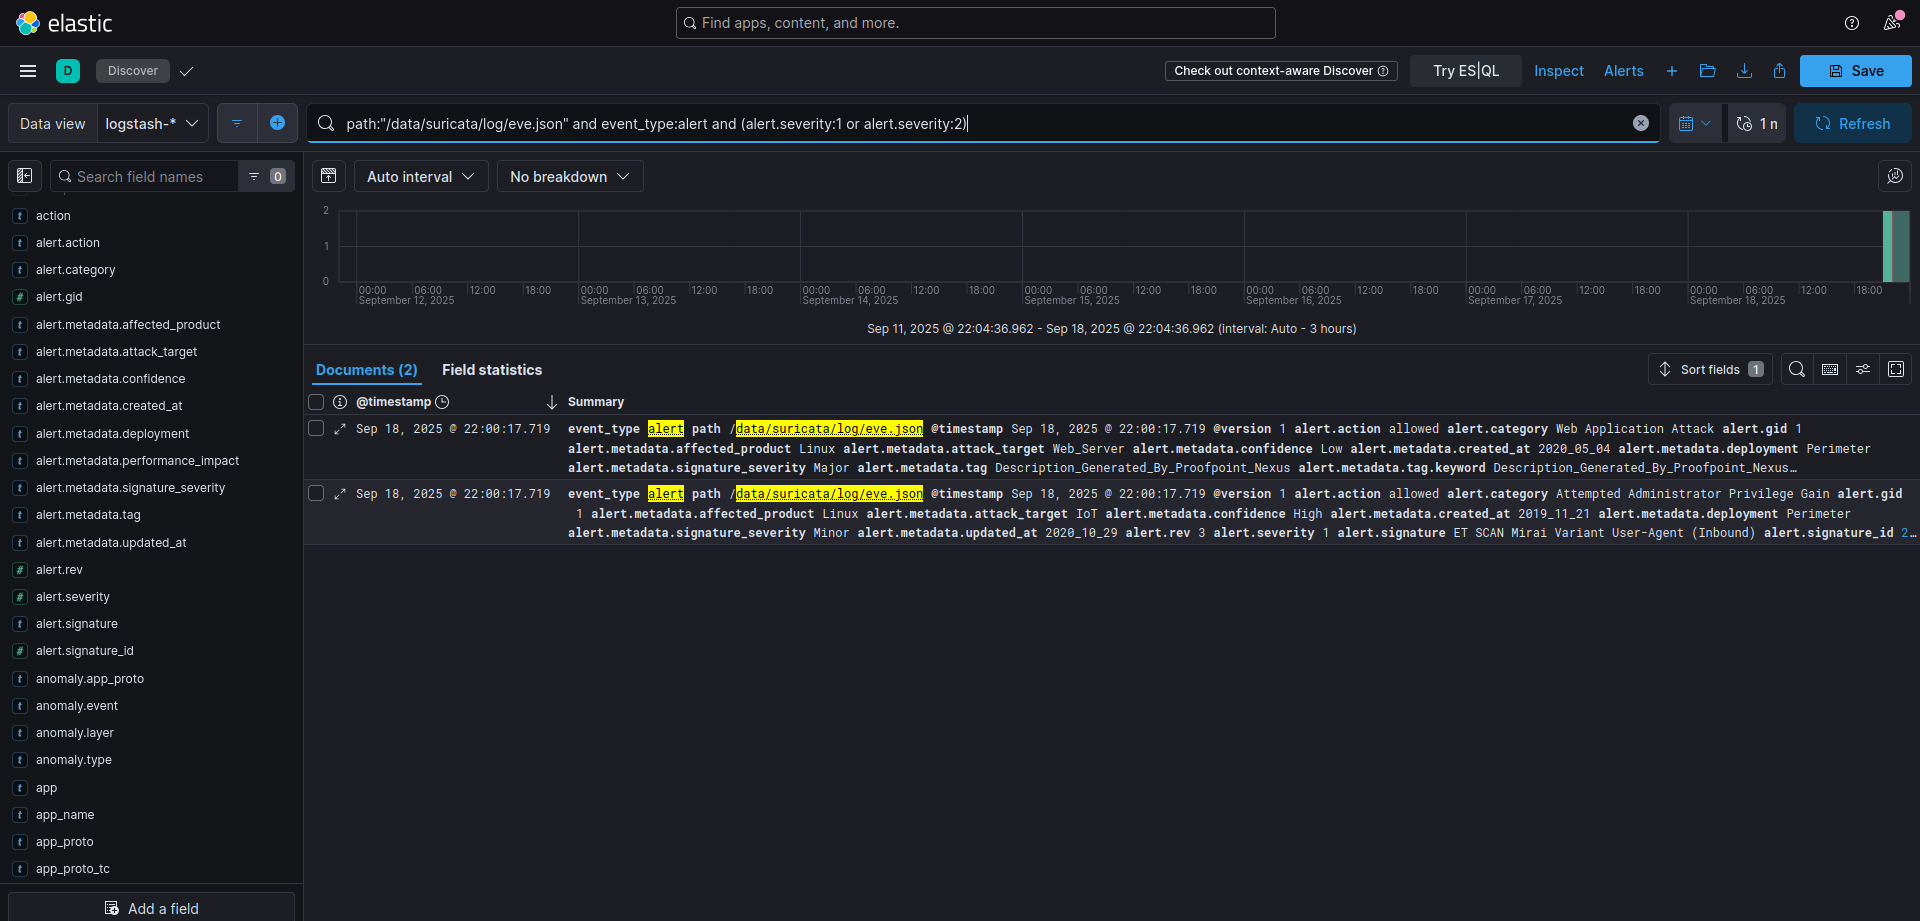 elastic
Find apps, content, and more.
D
Discover
Check out context-aware Discover
Try ES|QL
Inspect
Alerts
Save
Data view
logstash-*
path:"/data/suricata/log/eve.json" and event_type:alert and (alert.severity:1 or alert.severity:2)
1 n
Refresh
Search field names
0
Auto interval
No breakdown
action
alert.action
alert.category
alert.gid
alert.metadata.affected_product
alert.metadata.attack_target
alert.metadata.confidence
alert.metadata.created_at
alert.metadata.deployment
alert.metadata.performance_impact
alert.metadata.signature_severity
alert.metadata.tag
alert.metadata.updated_at
alert.rev
alert.severity
alert.signature
alert.signature_id
anomaly.app_proto
anomaly.event
anomaly.layer
anomaly.type
app
app_name
app_proto
app_proto_tc
Add a field
2
1
0
00:00 06:00 12:00 18:00 00:00 06:00 12:00 18:00 00:00 06:00 12:00 18:00 00:00 06:00 12:00 18:00 00:00 06:00 12:00 18:00 00:00 06:00 12:00 18:00 00:00 06:00 12:00 18:00
September 12, 2025 September 13, 2025 September 14, 2025 September 15, 2025 September 16, 2025 September 17, 2025 September 18, 2025
Sep 11, 2025 @ 22:04:36.962 - Sep 18, 2025 @ 22:04:36.962 (interval: Auto - 3 hours)
Documents (2)
Field statistics
Sort fields 1
@timestamp
Summary
Sep 18, 2025 @ 22:00:17.719
event_type alert path /data/suricata/log/eve.json @timestamp Sep 18, 2025 @ 22:00:17.719 @version 1 alert.action allowed alert.category Web Application Attack alert.gid 1
alert.metadata.affected_product Linux alert.metadata.attack_target Web_Server alert.metadata.confidence Low alert.metadata.created_at 2020_05_04 alert.metadata.deployment Perimeter
alert.metadata.signature_severity Major alert.metadata.tag Description_Generated_By_Proofpoint_Nexus alert.metadata.tag.keyword Description_Generated_By_Proofpoint_Nexus…
Sep 18, 2025 @ 22:00:17.719
event_type alert path /data/suricata/log/eve.json @timestamp Sep 18, 2025 @ 22:00:17.719 @version 1 alert.action allowed alert.category Attempted Administrator Privilege Gain alert.gid
1 alert.metadata.affected_product Linux alert.metadata.attack_target IoT alert.metadata.confidence High alert.metadata.created_at 2019_11_21 alert.metadata.deployment Perimeter
alert.metadata.signature_severity Minor alert.metadata.updated_at 2020_10_29 alert.rev 3 alert.severity 1 alert.signature ET SCAN Mirai Variant User-Agent (Inbound) alert.signature_id 2…